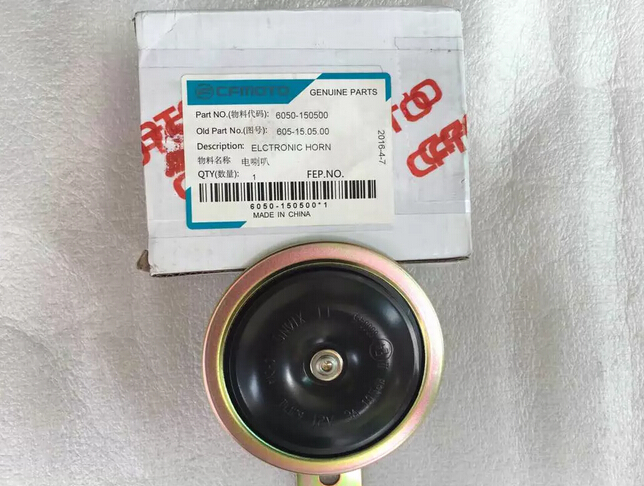 CFMOTO GENUINE PARTS
Part NO.(物料代码): 6050-150500
Old Part No.(图号): 605-15.05.00
Description: ELCTRONIC HORN
物料名称 电喇叭
QTY(数量): 1 FEP.NO.
6050-150500*1
MADE IN CHINA
2016-4-7